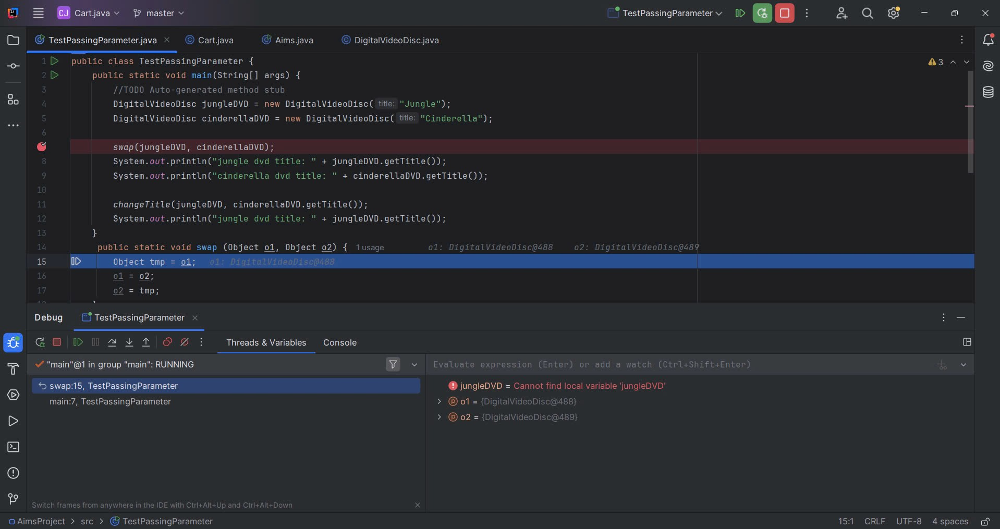 CJ Cart.java master TestPassingParameter
TestPassingParameter.java Cart.java Aims.java DigitalVideoDisc.java
1 public class TestPassingParameter { 3
2 public static void main(String[] args) {
3 //TODO Auto-generated method stub
4 DigitalVideoDisc jungleDVD = new DigitalVideoDisc( title: "Jungle");
5 DigitalVideoDisc cinderellaDVD = new DigitalVideoDisc( title: "Cinderella");
6
swap(jungleDVD, cinderellaDVD);
8 System.out.println("jungle dvd title: " + jungleDVD.getTitle());
9 System.out.println("cinderella dvd title: " + cinderellaDVD.getTitle());
10
11 changeTitle(jungleDVD, cinderellaDVD.getTitle());
12 System.out.println("jungle dvd title: " + jungleDVD.getTitle());
13 }
14 public static void swap (Object o1, Object o2) { 1 usage o1: DigitalVideoDisc@488 o2: DigitalVideoDisc@489
15 Object tmp = o1; o1: DigitalVideoDisc@488
16 o1 = o2;
17 o2 = tmp;
Debug TestPassingParameter
Threads & Variables Console
"main"@1 in group "main": RUNNING
Evaluate expression (Enter) or add a watch (Ctrl+Shift+Enter)
swap:15, TestPassingParameter
main:7, TestPassingParameter
jungleDVD = Cannot find local variable 'jungleDVD'
o1 = {DigitalVideoDisc@488}
o2 = {DigitalVideoDisc@489}
Switch frames from anywhere in the IDE with Ctrl+Alt+Up and Ctrl+Alt+Down
AimsProject > src > TestPassingParameter 15:1 CRLF UTF-8 4 spaces